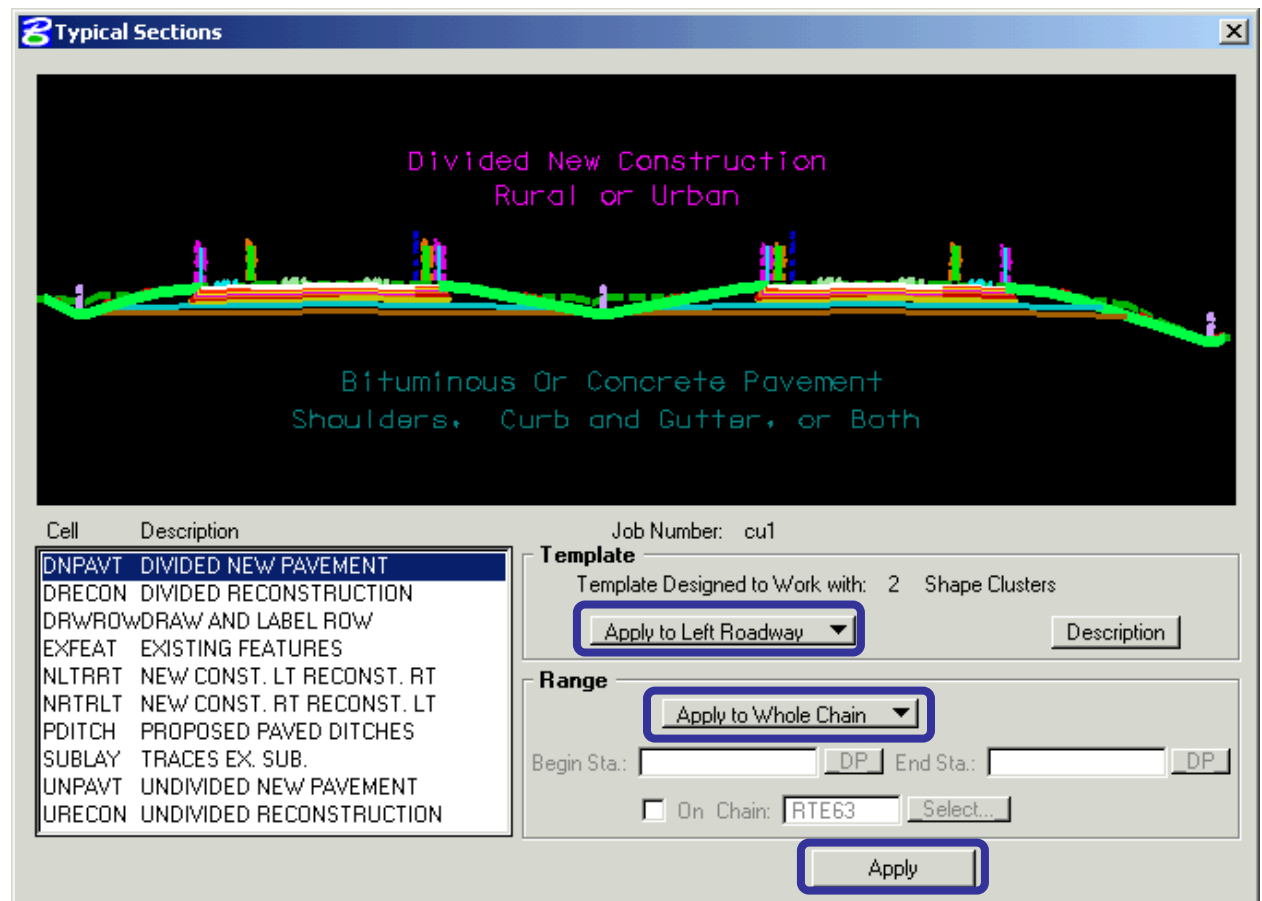 Typical Sections
Divided New Construction
Rural or Urban
Bituminous Or Concrete Pavement
Shoulders, Curb and Gutter, or Both
Cell Description
Job Number: cu1
DNPAVT DIVIDED NEW PAVEMENT
DRECON DIVIDED RECONSTRUCTION
DRWROWDRAW AND LABEL ROW
EXFEAT EXISTING FEATURES
NLTRRT NEW CONST. LT RECONST. RT
NRTRLT NEW CONST. RT RECONST. LT
PDITCH PROPOSED PAVED DITCHES
SUBLAY TRACES EX. SUB.
UNPAVT UNDIVIDED NEW PAVEMENT
URECON UNDIVIDED RECONSTRUCTION
Template
Template Designed to Work with: 2 Shape Clusters
Apply to Left Roadway
Description
Range
Apply to Whole Chain
Begin Sta.: DP End Sta.: DP
On Chain: RTE63 Select...
Apply